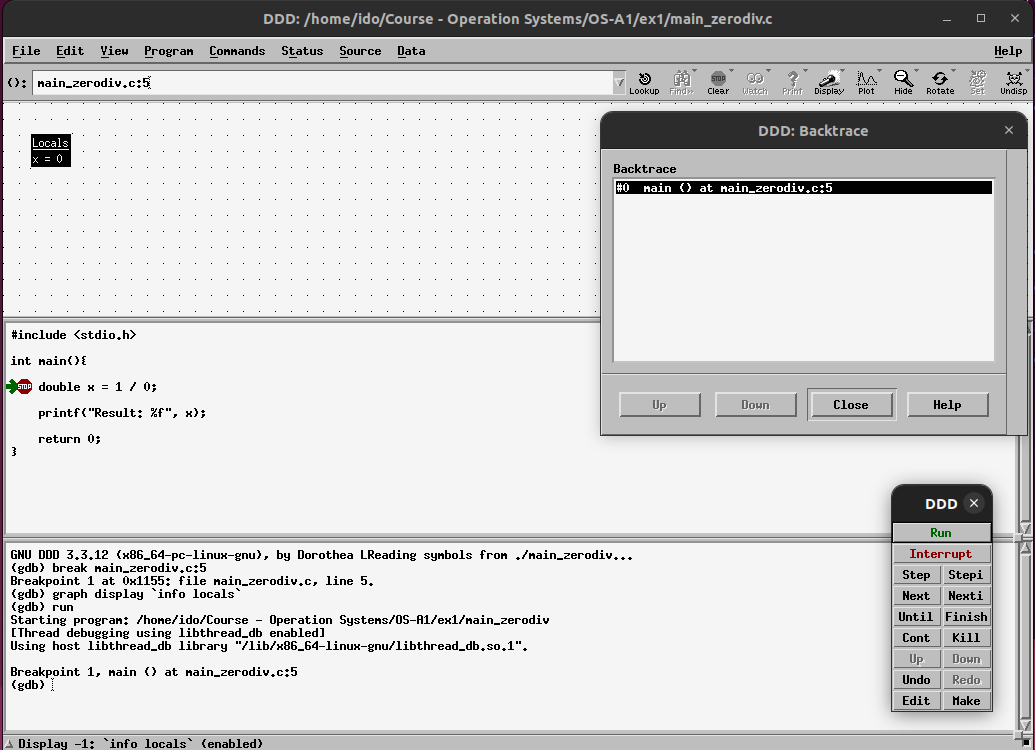 DDD: /home/ido/Course - Operation Systems/OS-A1/ex1/main_zerodiv.c
File Edit View Program Commands Status Source Data Help
(): main_zerodiv.c:5
Lookup Find» Clear Watch Print Display Plot Hide Rotate Set Undisp
STOP
Locals
x = 0
DDD: Backtrace
Backtrace
#0 main () at main_zerodiv.c:5
Up Down Close Help
#include <stdio.h>
int main(){
STOP double x = 1 / 0;
printf("Result: %f", x);
return 0;
}
DDD
Run
Interrupt
Step Stepi
Next Nexti
Until Finish
Cont Kill
Up Down
Undo Redo
Edit Make
GNU DDD 3.3.12 (x86_64-pc-linux-gnu), by Dorothea LReading symbols from ./main_zerodiv...
(gdb) break main_zerodiv.c:5
Breakpoint 1 at 0x1155: file main_zerodiv.c, line 5.
(gdb) graph display `info locals`
(gdb) run
Starting program: /home/ido/Course - Operation Systems/OS-A1/ex1/main_zerodiv
[Thread debugging using libthread_db enabled]
Using host libthread_db library "/lib/x86_64-linux-gnu/libthread_db.so.1".
Breakpoint 1, main () at main_zerodiv.c:5
(gdb)
Display -1: `info locals` (enabled)